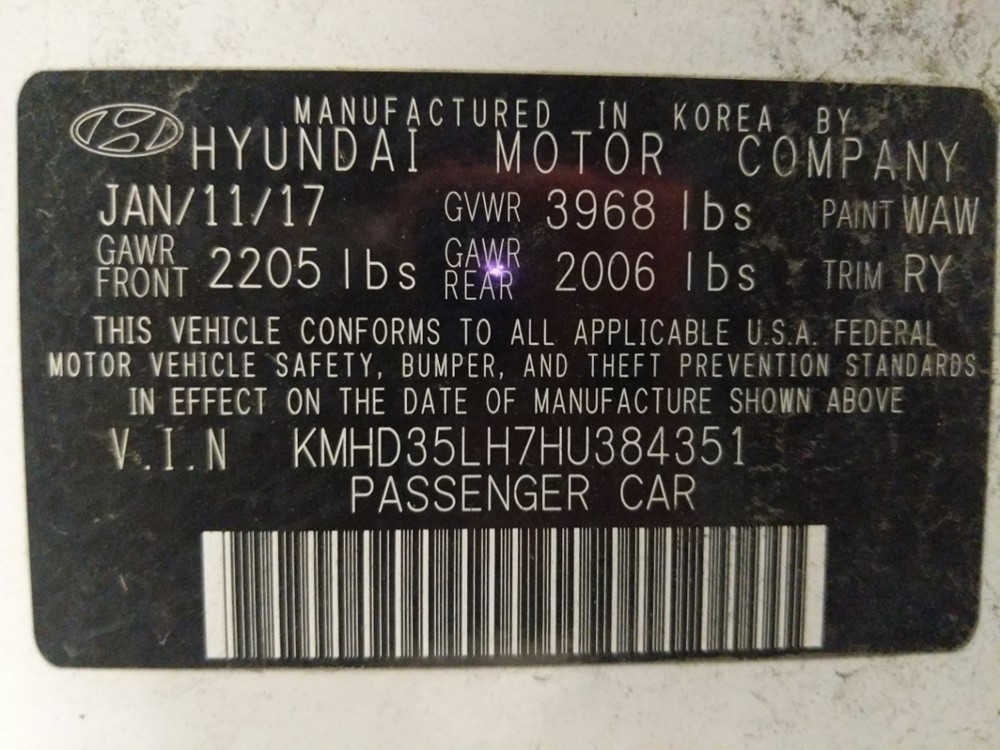 MANUFACTURED IN KOREA BY
HYUNDAI MOTOR COMPANY
JAN/11/17 GVWR 3968 lbs PAINT WAW
GAWR FRONT 2205 lbs GAWR REAR 2006 lbs TRIM RY
THIS VEHICLE CONFORMS TO ALL APPLICABLE U.S.A. FEDERAL
MOTOR VEHICLE SAFETY, BUMPER, AND THEFT PREVENTION STANDARDS
IN EFFECT ON THE DATE OF MANUFACTURE SHOWN ABOVE
V.I.N KMHD35LH7HU384351
PASSENGER CAR